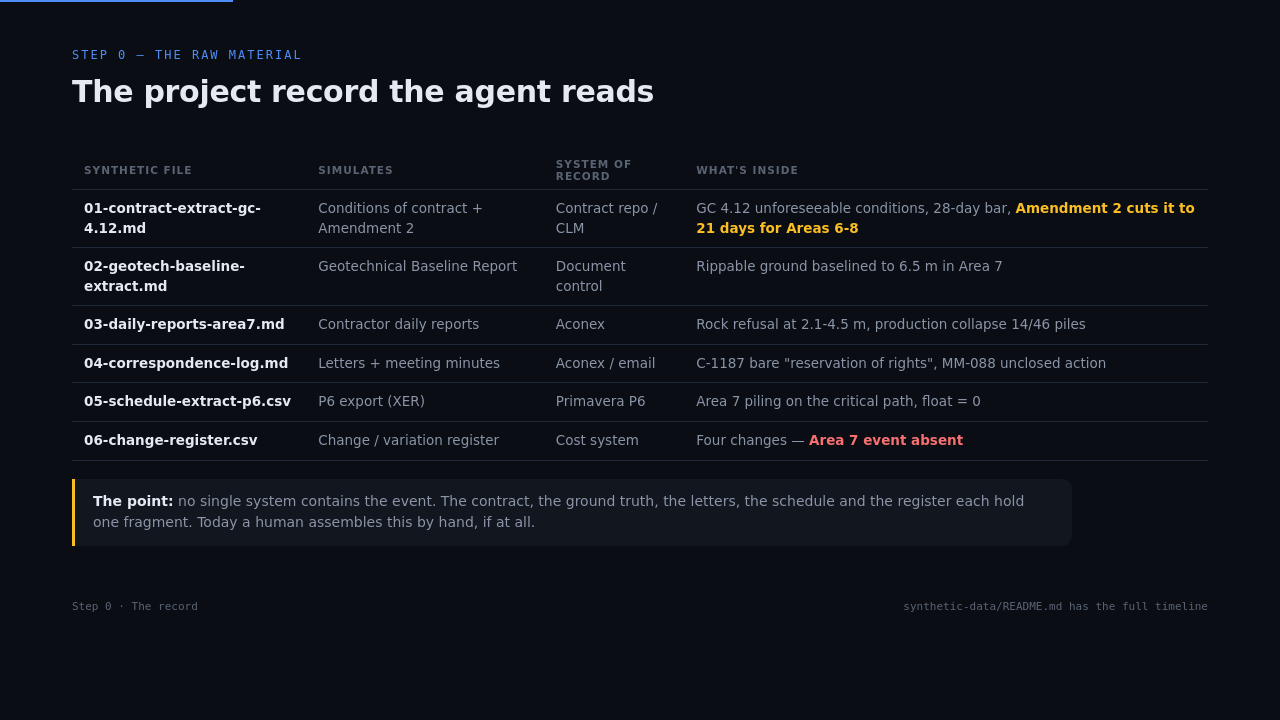 STEP 0 — THE RAW MATERIAL
The project record the agent reads
SYNTHETIC FILE
SIMULATES
SYSTEM OF
RECORD
WHAT'S INSIDE
01-contract-extract-gc-
4.12.md
Conditions of contract +
Amendment 2
Contract repo /
CLM
GC 4.12 unforeseeable conditions, 28-day bar, Amendment 2 cuts it to
21 days for Areas 6-8
02-geotech-baseline-
extract.md
Geotechnical Baseline Report
Document
control
Rippable ground baselined to 6.5 m in Area 7
03-daily-reports-area7.md
Contractor daily reports
Aconex
Rock refusal at 2.1-4.5 m, production collapse 14/46 piles
04-correspondence-log.md
Letters + meeting minutes
Aconex / email
C-1187 bare "reservation of rights", MM-088 unclosed action
05-schedule-extract-p6.csv
P6 export (XER)
Primavera P6
Area 7 piling on the critical path, float = 0
06-change-register.csv
Change / variation register
Cost system
Four changes — Area 7 event absent
The point: no single system contains the event. The contract, the ground truth, the letters, the schedule and the register each hold
one fragment. Today a human assembles this by hand, if at all.
Step 0 · The record
synthetic-data/README.md has the full timeline